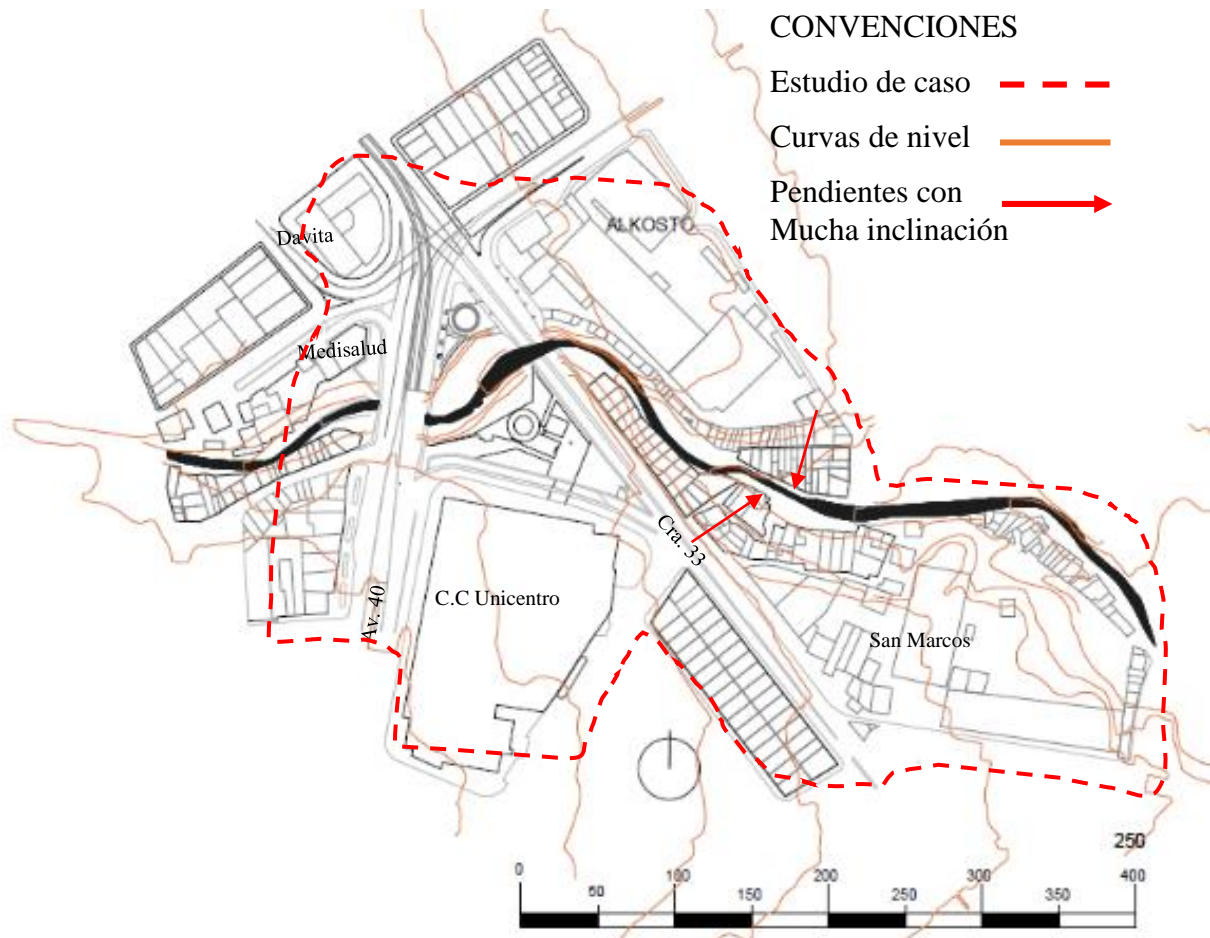 CONVENCIONES
Estudio de caso
Curvas de nivel
Pendientes con
Mucha inclinación
ALKOSTO
Davita
Medisalud
Cra. 33
Av. 40
C.C Unicentro
San Marcos
250
0 100 200 300 400
50 150 250 350